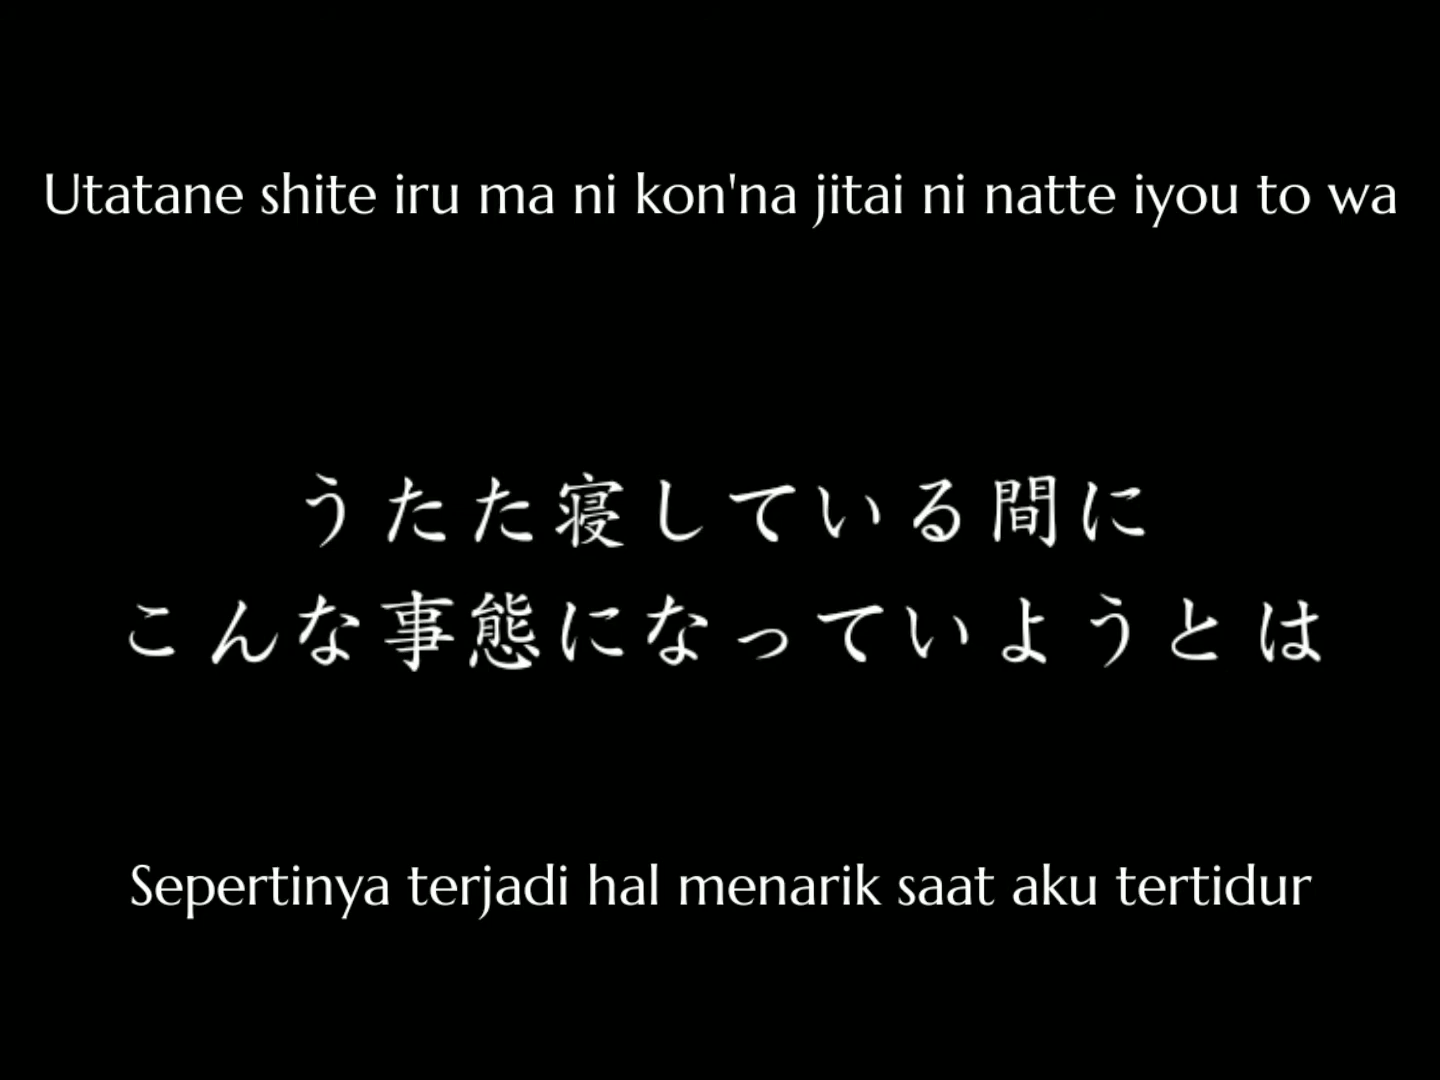 Utatane shite iru ma ni kon'na jitai ni natte iyou to wa
うたた寝している間に
こんな事態になっていようとは
Sepertinya terjadi hal menarik saat aku tertidur